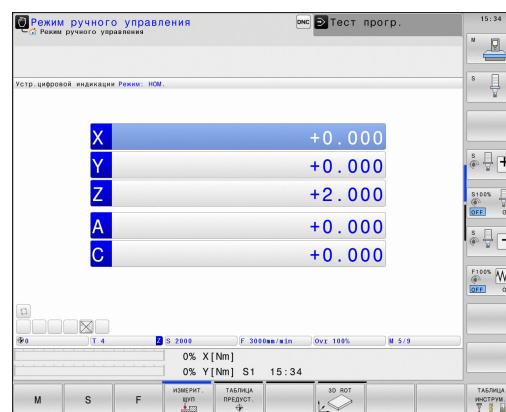 Режим ручного управления
Режим ручного управления
DNC
Тест прогр.
15:34
Устр.цифровой индикации Режим: НОМ.
X +0.000
Y +0.000
Z +2.000
A +0.000
C +0.000
M
S
S
S100%
OFF
S
F100%
OFF
0 T 4 Z S 2000 F 3000mm/min Ovr 100% M 5/9
0% X[Nm]
0% Y[Nm] S1 15:34
M
S
F
ИЗМЕРИТ. ЩУП
ТАБЛИЦА ПРЕДУСТ.
3D ROT
ТАБЛИЦА ИНСТРУМ.